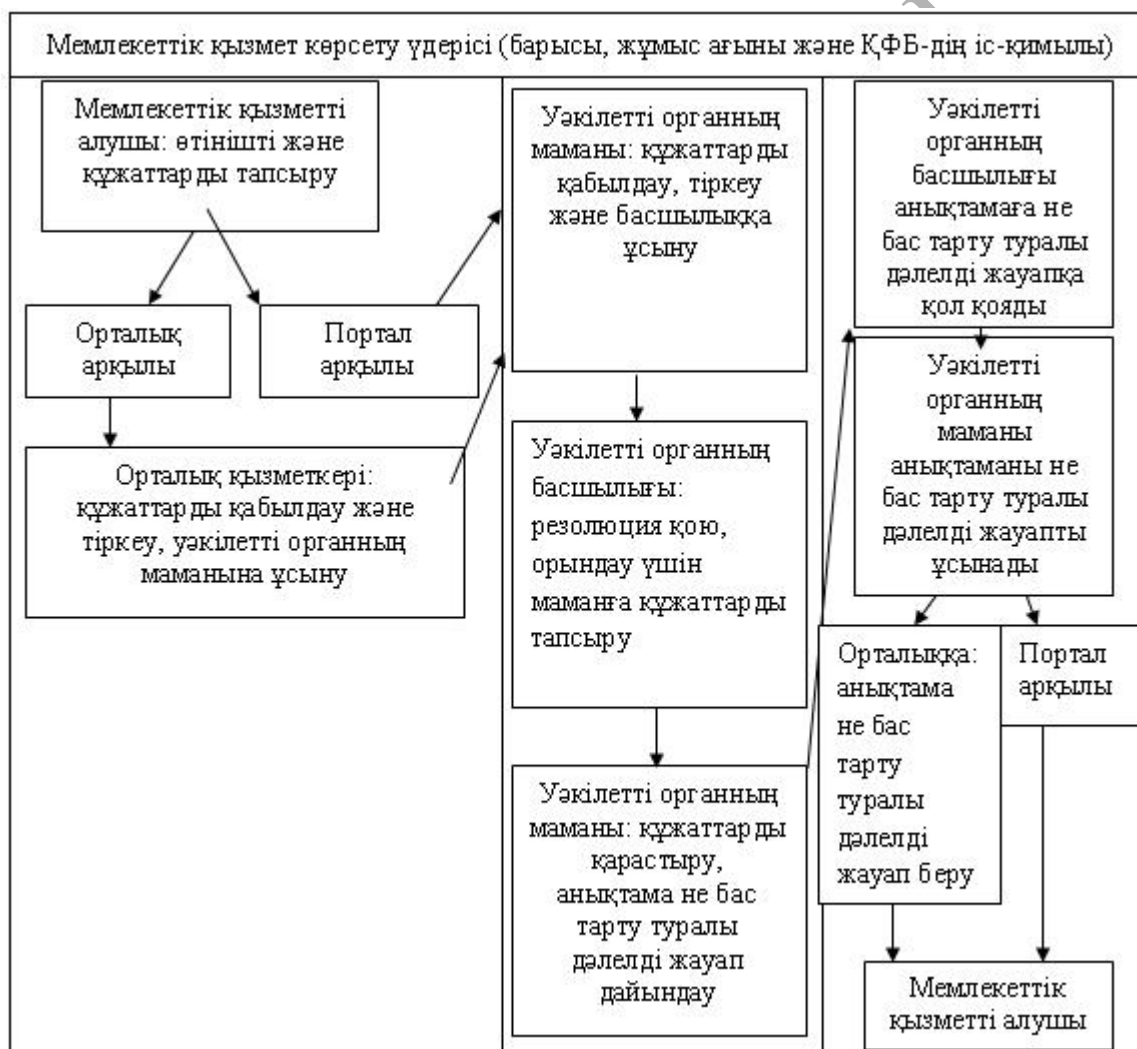 Мемлекеттік қызмет көрсету үдерісі (барысы, жұмыс ағыны және ҚФБ-дің іс-қимылы)
Мемлекеттік қызметті
алушы: өтінішті және
құжаттарды тапсыру
Орталық
арқылы
Портал
арқылы
Орталық қызметкері:
құжаттарды қабылдау және
тіркеу, уәкілетті органның
маманына ұсыну
Уәкілетті органның
маманы: құжаттарды
қабылдау, тіркеу
және басшылыққа
ұсыну
Уәкілетті органның
басшылығы:
резолюция қою,
орындау үшін
маманға құжаттарды
тапсыру
Уәкілетті органның
маманы: құжаттарды
қарастыру,
анықтама не бас
тарту туралы
дәлелді жауап
дайындау
Уәкілетті
органның
басшылығы
анықтамаға не
бас тарту туралы
дәлелді жауапқа
қол қояды
Уәкілетті
органның
маманы
анықтаманы не
бас тарту туралы
дәлелді жауапты
ұсынады
Орталыққа:
анықтама
не бас
тарту
туралы
дәлелді
жауап беру
Портал
арқылы
Мемлекеттік
қызметті алушы